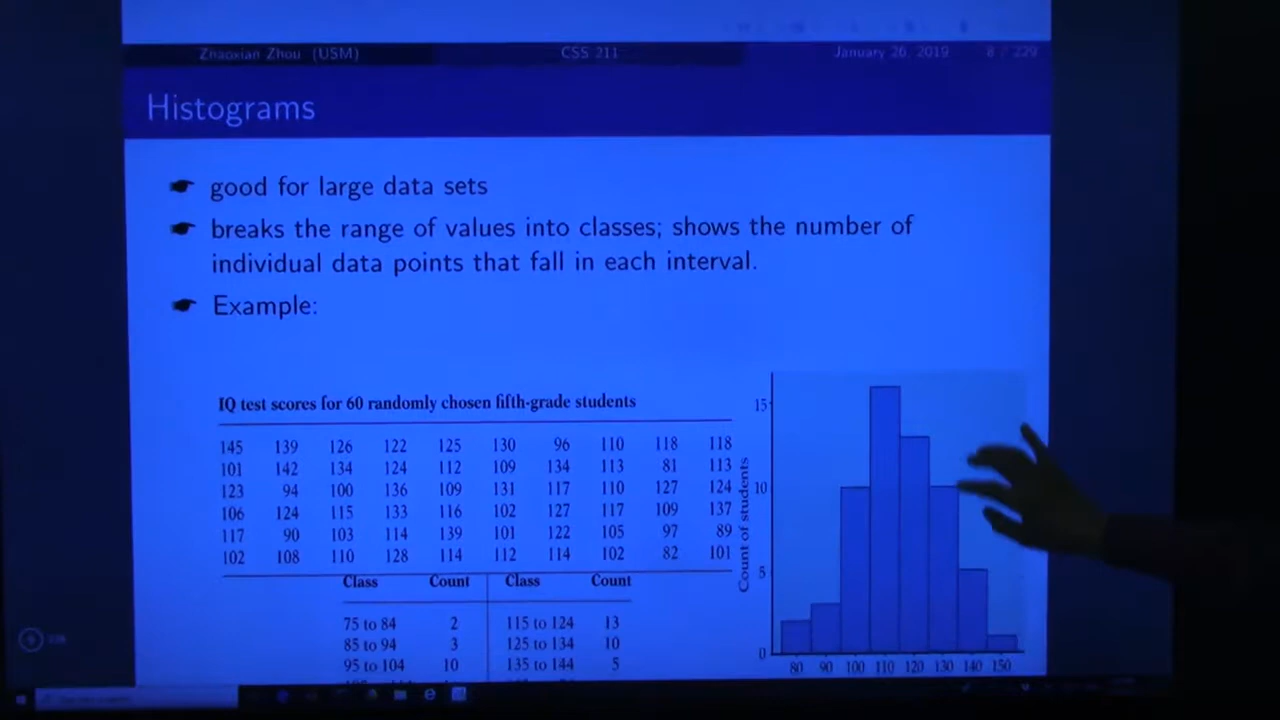 Zhaoxian Zhou (USM) CSS 211 January 26, 2019 8 / 229
Histograms
good for large data sets
breaks the range of values into classes; shows the number of
individual data points that fall in each interval.
Example:
IQ test scores for 60 randomly chosen fifth-grade students
145 139 126 122 125 130 96 110 118 118
101 142 134 124 112 109 134 113 81 113
123 94 100 136 109 131 117 110 127 124
106 124 115 133 116 102 127 117 109 137
117 90 103 114 139 101 122 105 97 89
102 108 110 128 114 112 114 102 82 101
Class Count Class Count
75 to 84 2 115 to 124 13
85 to 94 3 125 to 134 10
95 to 104 10 135 to 144 5
Count of students
15
10
5
0
80 90 100 110 120 130 140 150